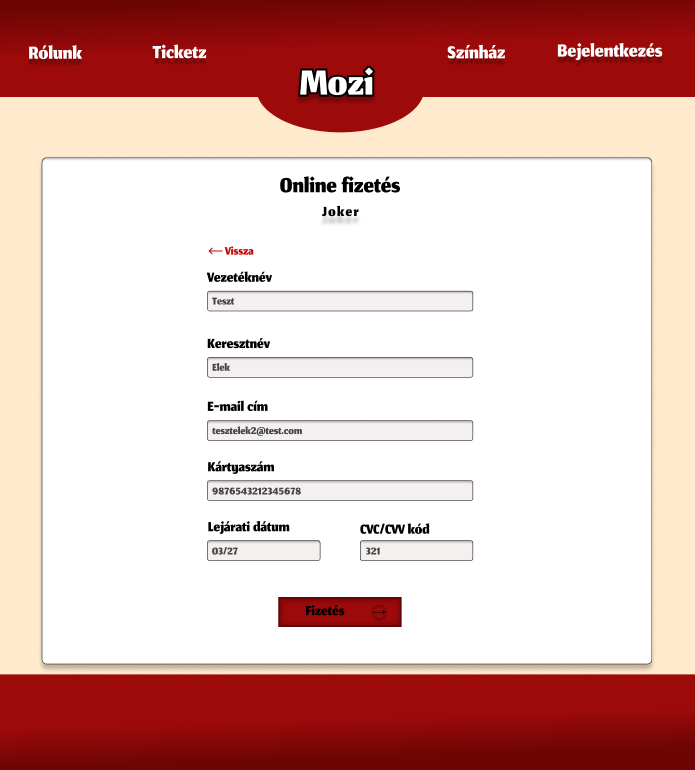 Rólunk
Ticketz
Mozi
Színház
Bejelentkezés
Online fizetés
Joker
← Vissza
Vezetéknév
Teszt
Keresztnév
Elek
E-mail cím
tesztelek2@test.com
Kártyaszám
9876543212345678
Lejárati dátum
CVC/CVV kód
03/27
321
Fizetés →